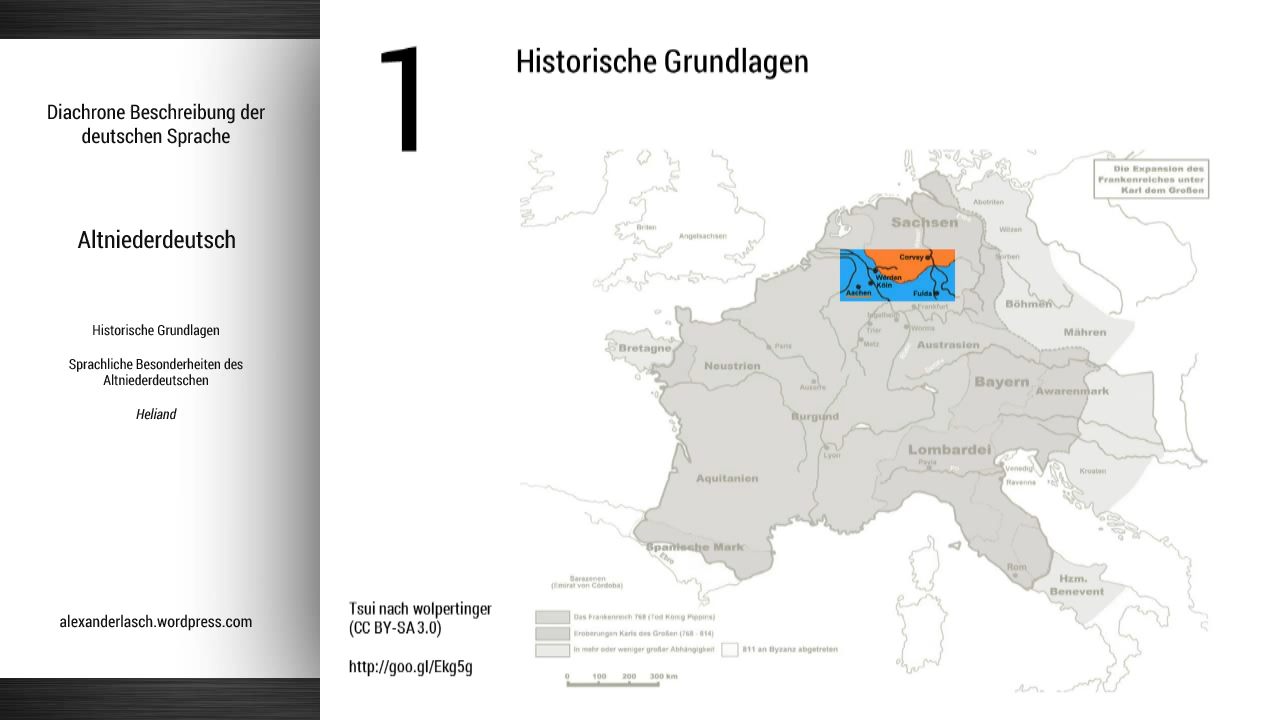 Diachrone Beschreibung der
deutschen Sprache
Altniederdeutsch
Historische Grundlagen
Sprachliche Besonderheiten des
Altniederdeutschen
Heliand
alexanderlasch.wordpress.com
1
Historische Grundlagen
Die Expansion des
Frankenreiches unter
Karl dem Großen
Abotriten
Sachsen
Briten
Angelsachsen
Wilzen
Sorben
Corvey
Werden
Köln
Aachen
Fulda
Frankfurt
Böhmen
Ingelheim
Trier
Worms
Metz
Mähren
Bretagne
Paris
Austrasien
Neustrien
Auxerre
Bayern
Awarenmark
Burgund
Lyon
Lombardei
Pavia
Po
Venedig
Ravenna
Kroaten
Aquitanien
Spanische Mark
Ebro
Rom
Hzm.
Benevent
Sarazenen
(Emirat von Córdoba)
Tsui nach wolpertinger
(CC BY-SA 3.0)
http://goo.gl/Ekg5g
Das Frankenreich 768 (Tod König Pippins)
Eroberungen Karls des Großen (768 - 814)
In mehr oder weniger großer Abhängigkeit
811 an Byzanz abgetreten
0 100 200 300 km